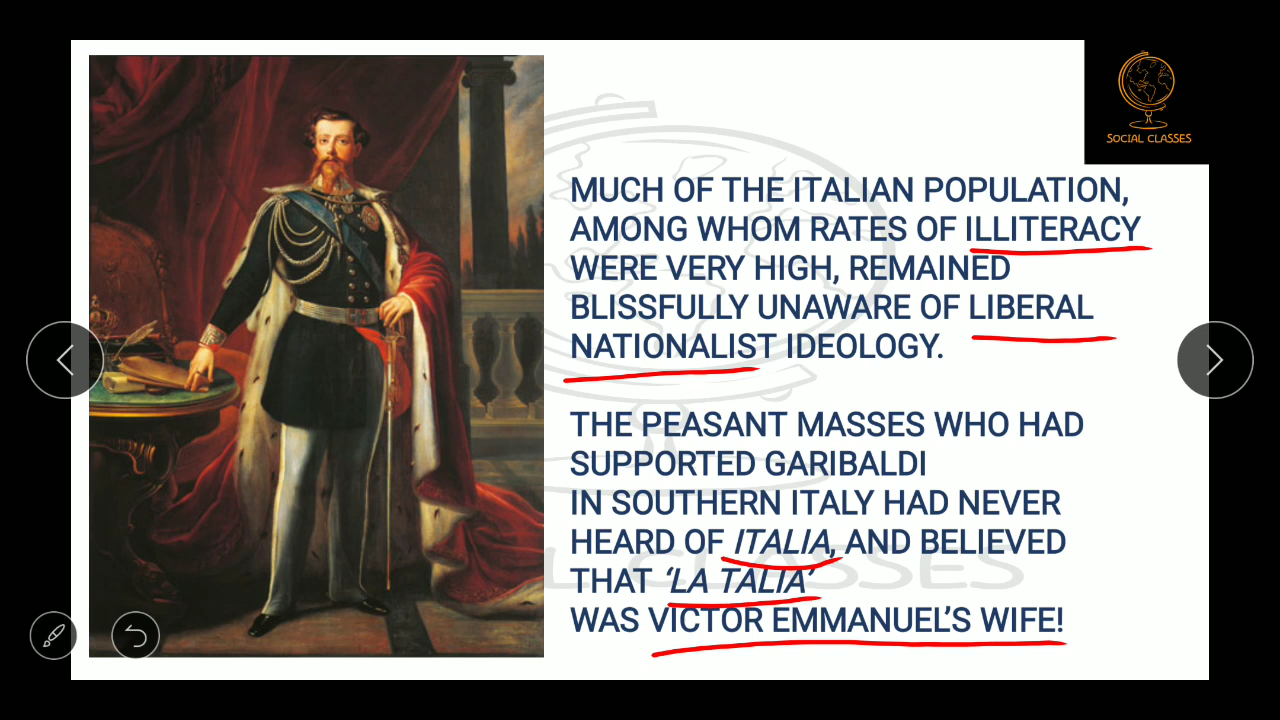 SOCIAL CLASSES
MUCH OF THE ITALIAN POPULATION,
AMONG WHOM RATES OF ILLITERACY
WERE VERY HIGH, REMAINED
BLISSFULLY UNAWARE OF LIBERAL
NATIONALIST IDEOLOGY.
THE PEASANT MASSES WHO HAD
SUPPORTED GARIBALDI
IN SOUTHERN ITALY HAD NEVER
HEARD OF ITALIA, AND BELIEVED
THAT ‘LA TALIA’
WAS VICTOR EMMANUEL’S WIFE!